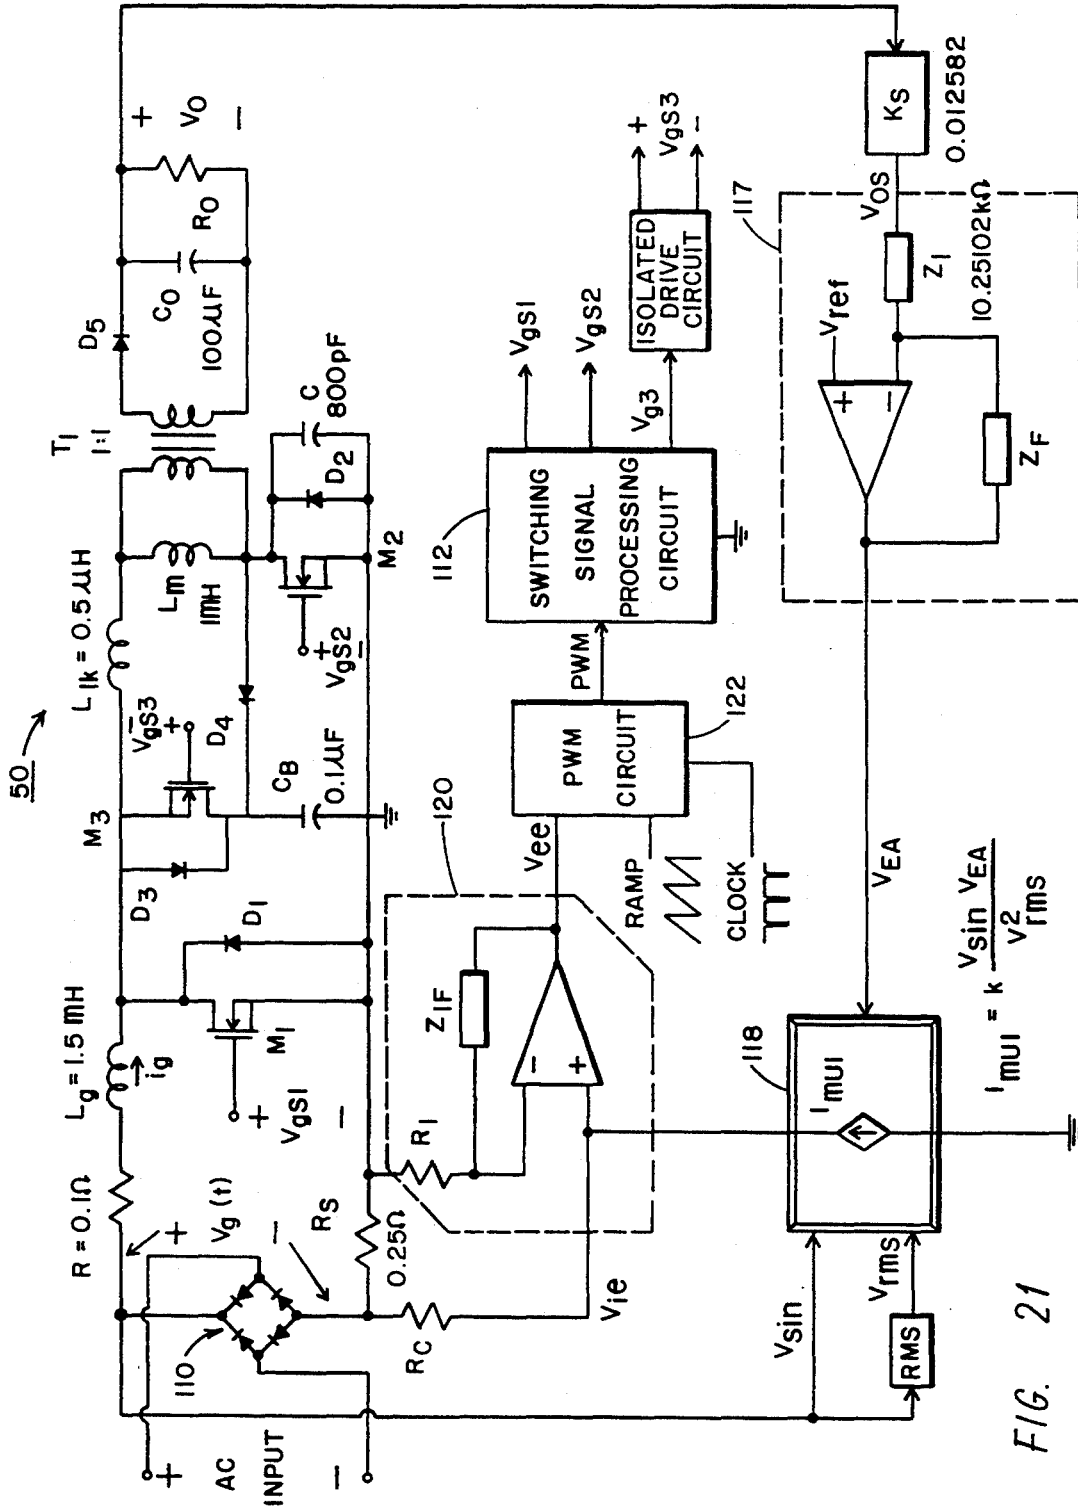 50
R = 0.1Ω
Lg = 1.5 mH
ig
L1k = 0.5 μH
T1
1:1
D5
+
VO
−
RO
CO
100μF
Lm
1mH
C
800pF
D2
M2
+
VgS2
−
M3
VgS3
−
+
D4
CB
0.1μF
D3
D1
M1
+
VgS1
−
+
Vg (t)
−
RS
0.25Ω
110
+
AC
INPUT
−
RC
R1
Z1F
−
+
120
Vee
Vie
PWM
CIRCUIT
122
RAMP
CLOCK
PWM
112
SWITCHING
SIGNAL
PROCESSING
CIRCUIT
VgS1
VgS2
Vg3
ISOLATED
DRIVE
CIRCUIT
+
VgS3
−
KS
0.012582
117
VOS
Z1
10.25102kΩ
Vref
+
−
ZF
VEA
118
Imul
Imul = k Vsin VEA / V²rms
Vsin
Vrms
RMS
FIG. 21